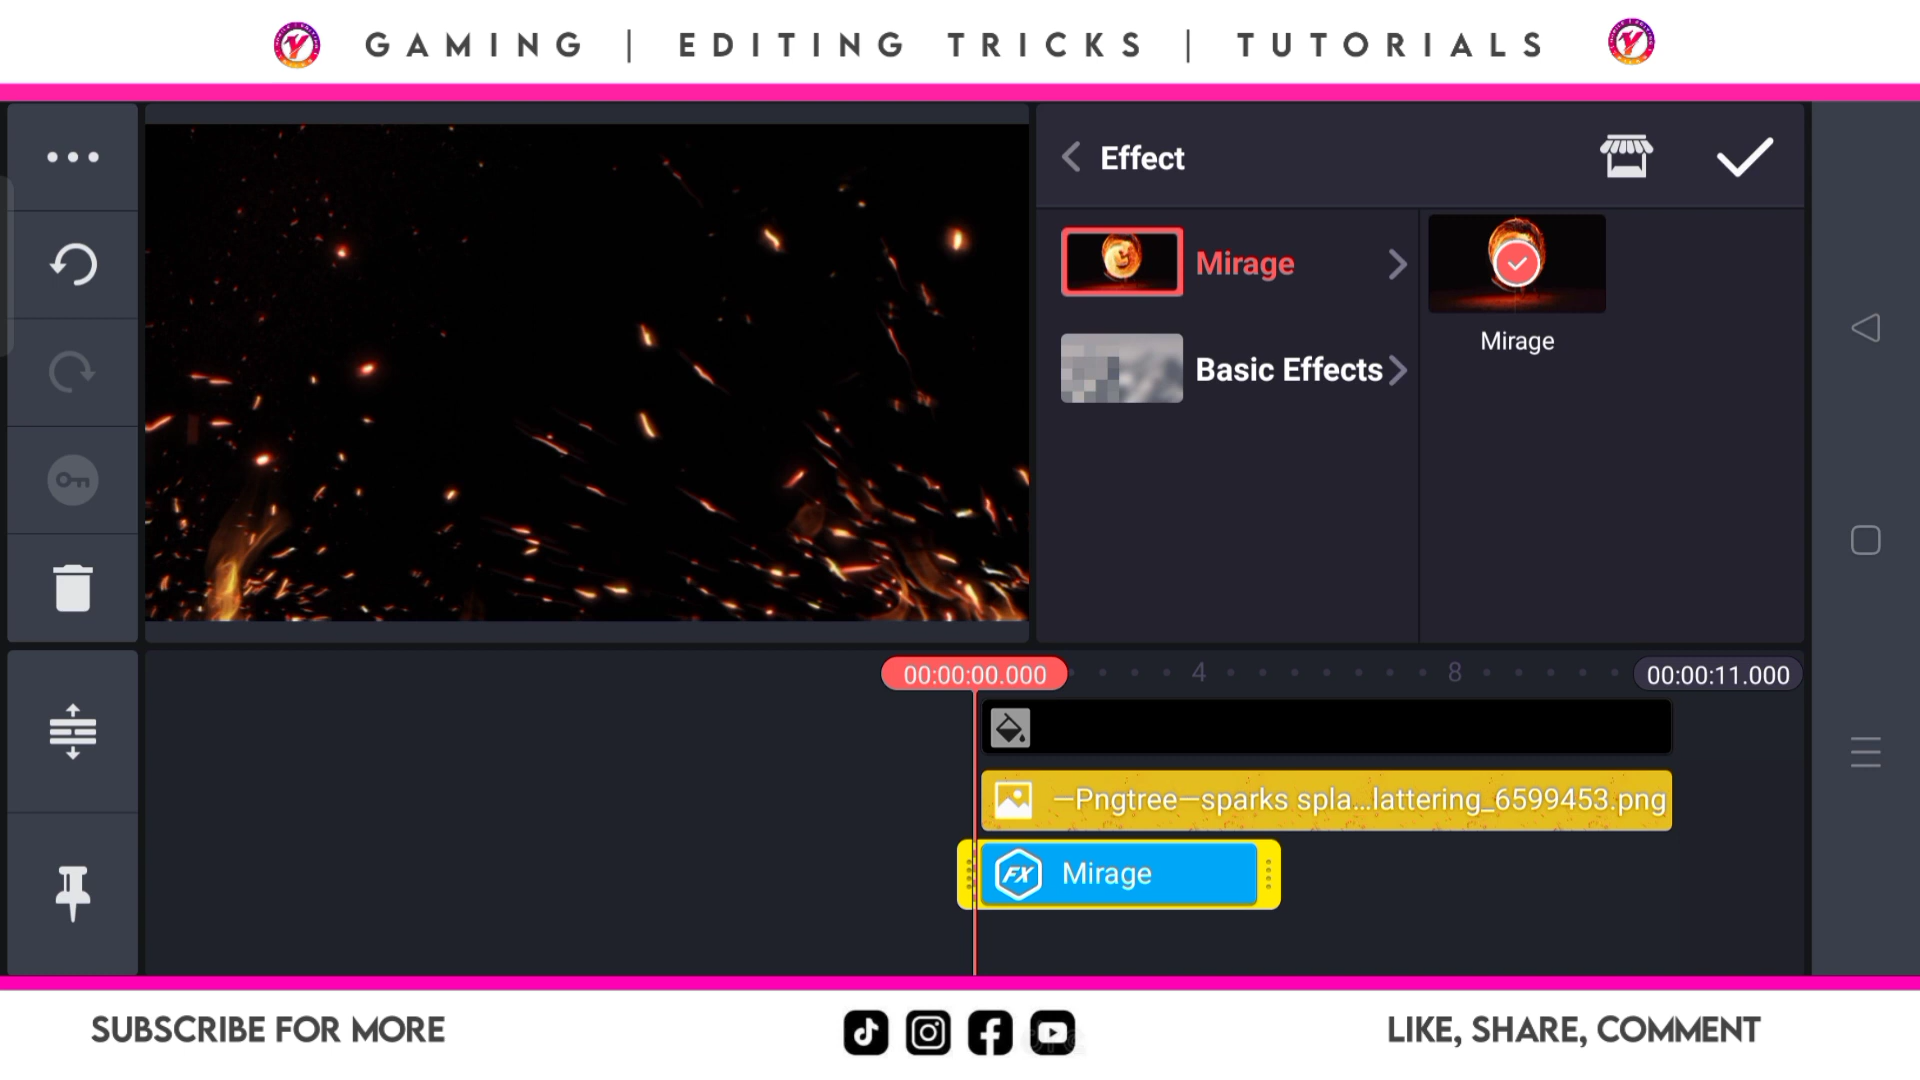 GAMING | EDITING TRICKS | TUTORIALS
Effect
Mirage
Mirage
Basic Effects
00:00:00.000
4
8
00:00:11.000
—Pngtree—sparks spla...lattering_6599453.png
FX
Mirage
SUBSCRIBE FOR MORE
LIKE, SHARE, COMMENT